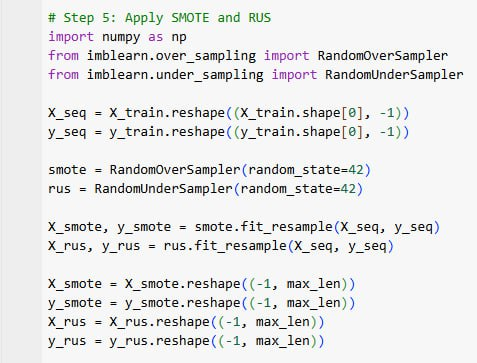 # Step 5: Apply SMOTE and RUS
import numpy as np
from imblearn.over_sampling import RandomOverSampler
from imblearn.under_sampling import RandomUnderSampler
X_seq = X_train.reshape((X_train.shape[0], -1))
y_seq = y_train.reshape((y_train.shape[0], -1))
smote = RandomOverSampler(random_state=42)
rus = RandomUnderSampler(random_state=42)
X_smote, y_smote = smote.fit_resample(X_seq, y_seq)
X_rus, y_rus = rus.fit_resample(X_seq, y_seq)
X_smote = X_smote.reshape((-1, max_len))
y_smote = y_smote.reshape((-1, max_len))
X_rus = X_rus.reshape((-1, max_len))
y_rus = y_rus.reshape((-1, max_len))